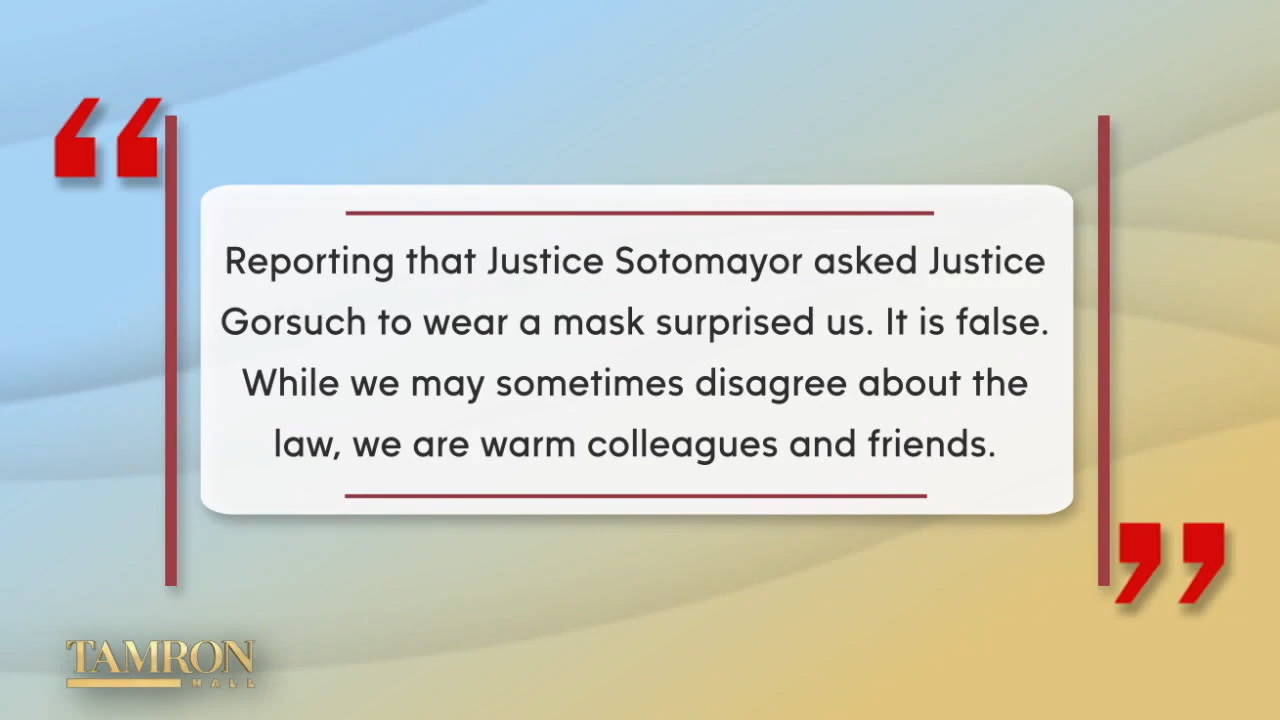 “
Reporting that Justice Sotomayor asked Justice
Gorsuch to wear a mask surprised us. It is false.
While we may sometimes disagree about the
law, we are warm colleagues and friends.
”
TAMRON
HALL